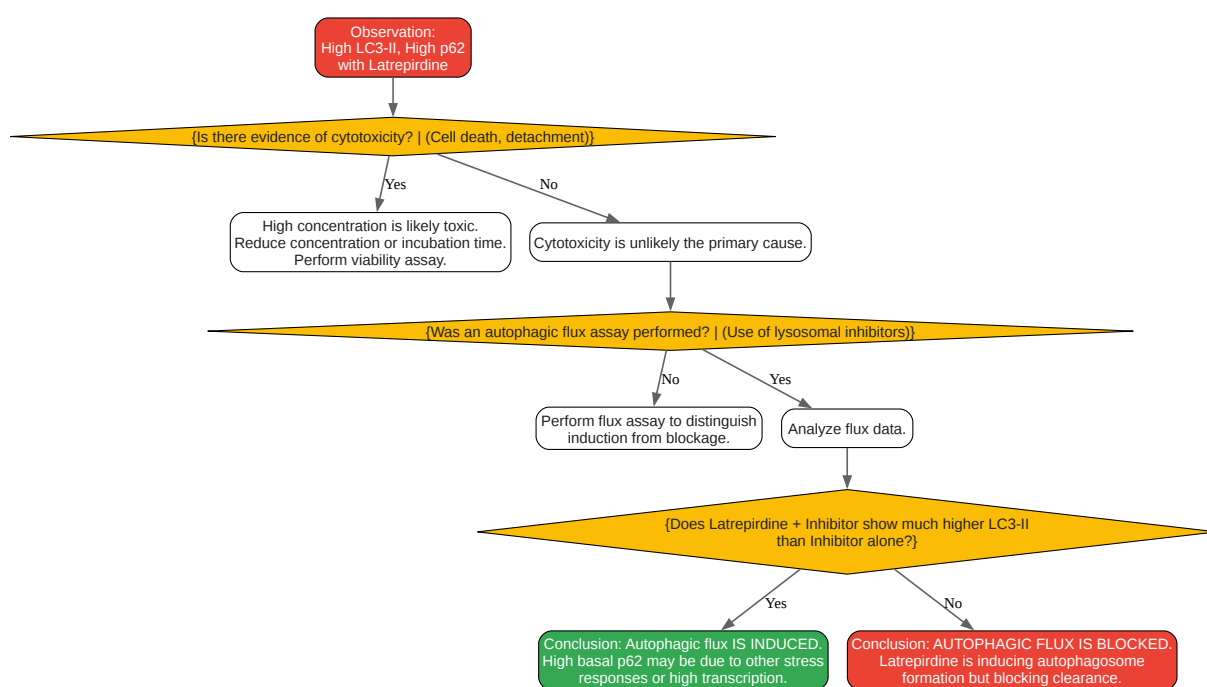 Observation:
High LC3-II, High p62
with Latrepirdine
{Is there evidence of cytotoxicity? | (Cell death, detachment)}
Yes
No
High concentration is likely toxic.
Reduce concentration or incubation time.
Perform viability assay.
Cytotoxicity is unlikely the primary cause.
{Was an autophagic flux assay performed? | (Use of lysosomal inhibitors)}
No
Yes
Perform flux assay to distinguish
induction from blockage.
Analyze flux data.
{Does Latrepirdine + Inhibitor show much higher LC3-II
than Inhibitor alone?}
Yes
No
Conclusion: Autophagic flux IS INDUCED.
High basal p62 may be due to other stress
responses or high transcription.
Conclusion: AUTOPHAGIC FLUX IS BLOCKED.
Latrepirdine is inducing autophagosome
formation but blocking clearance.